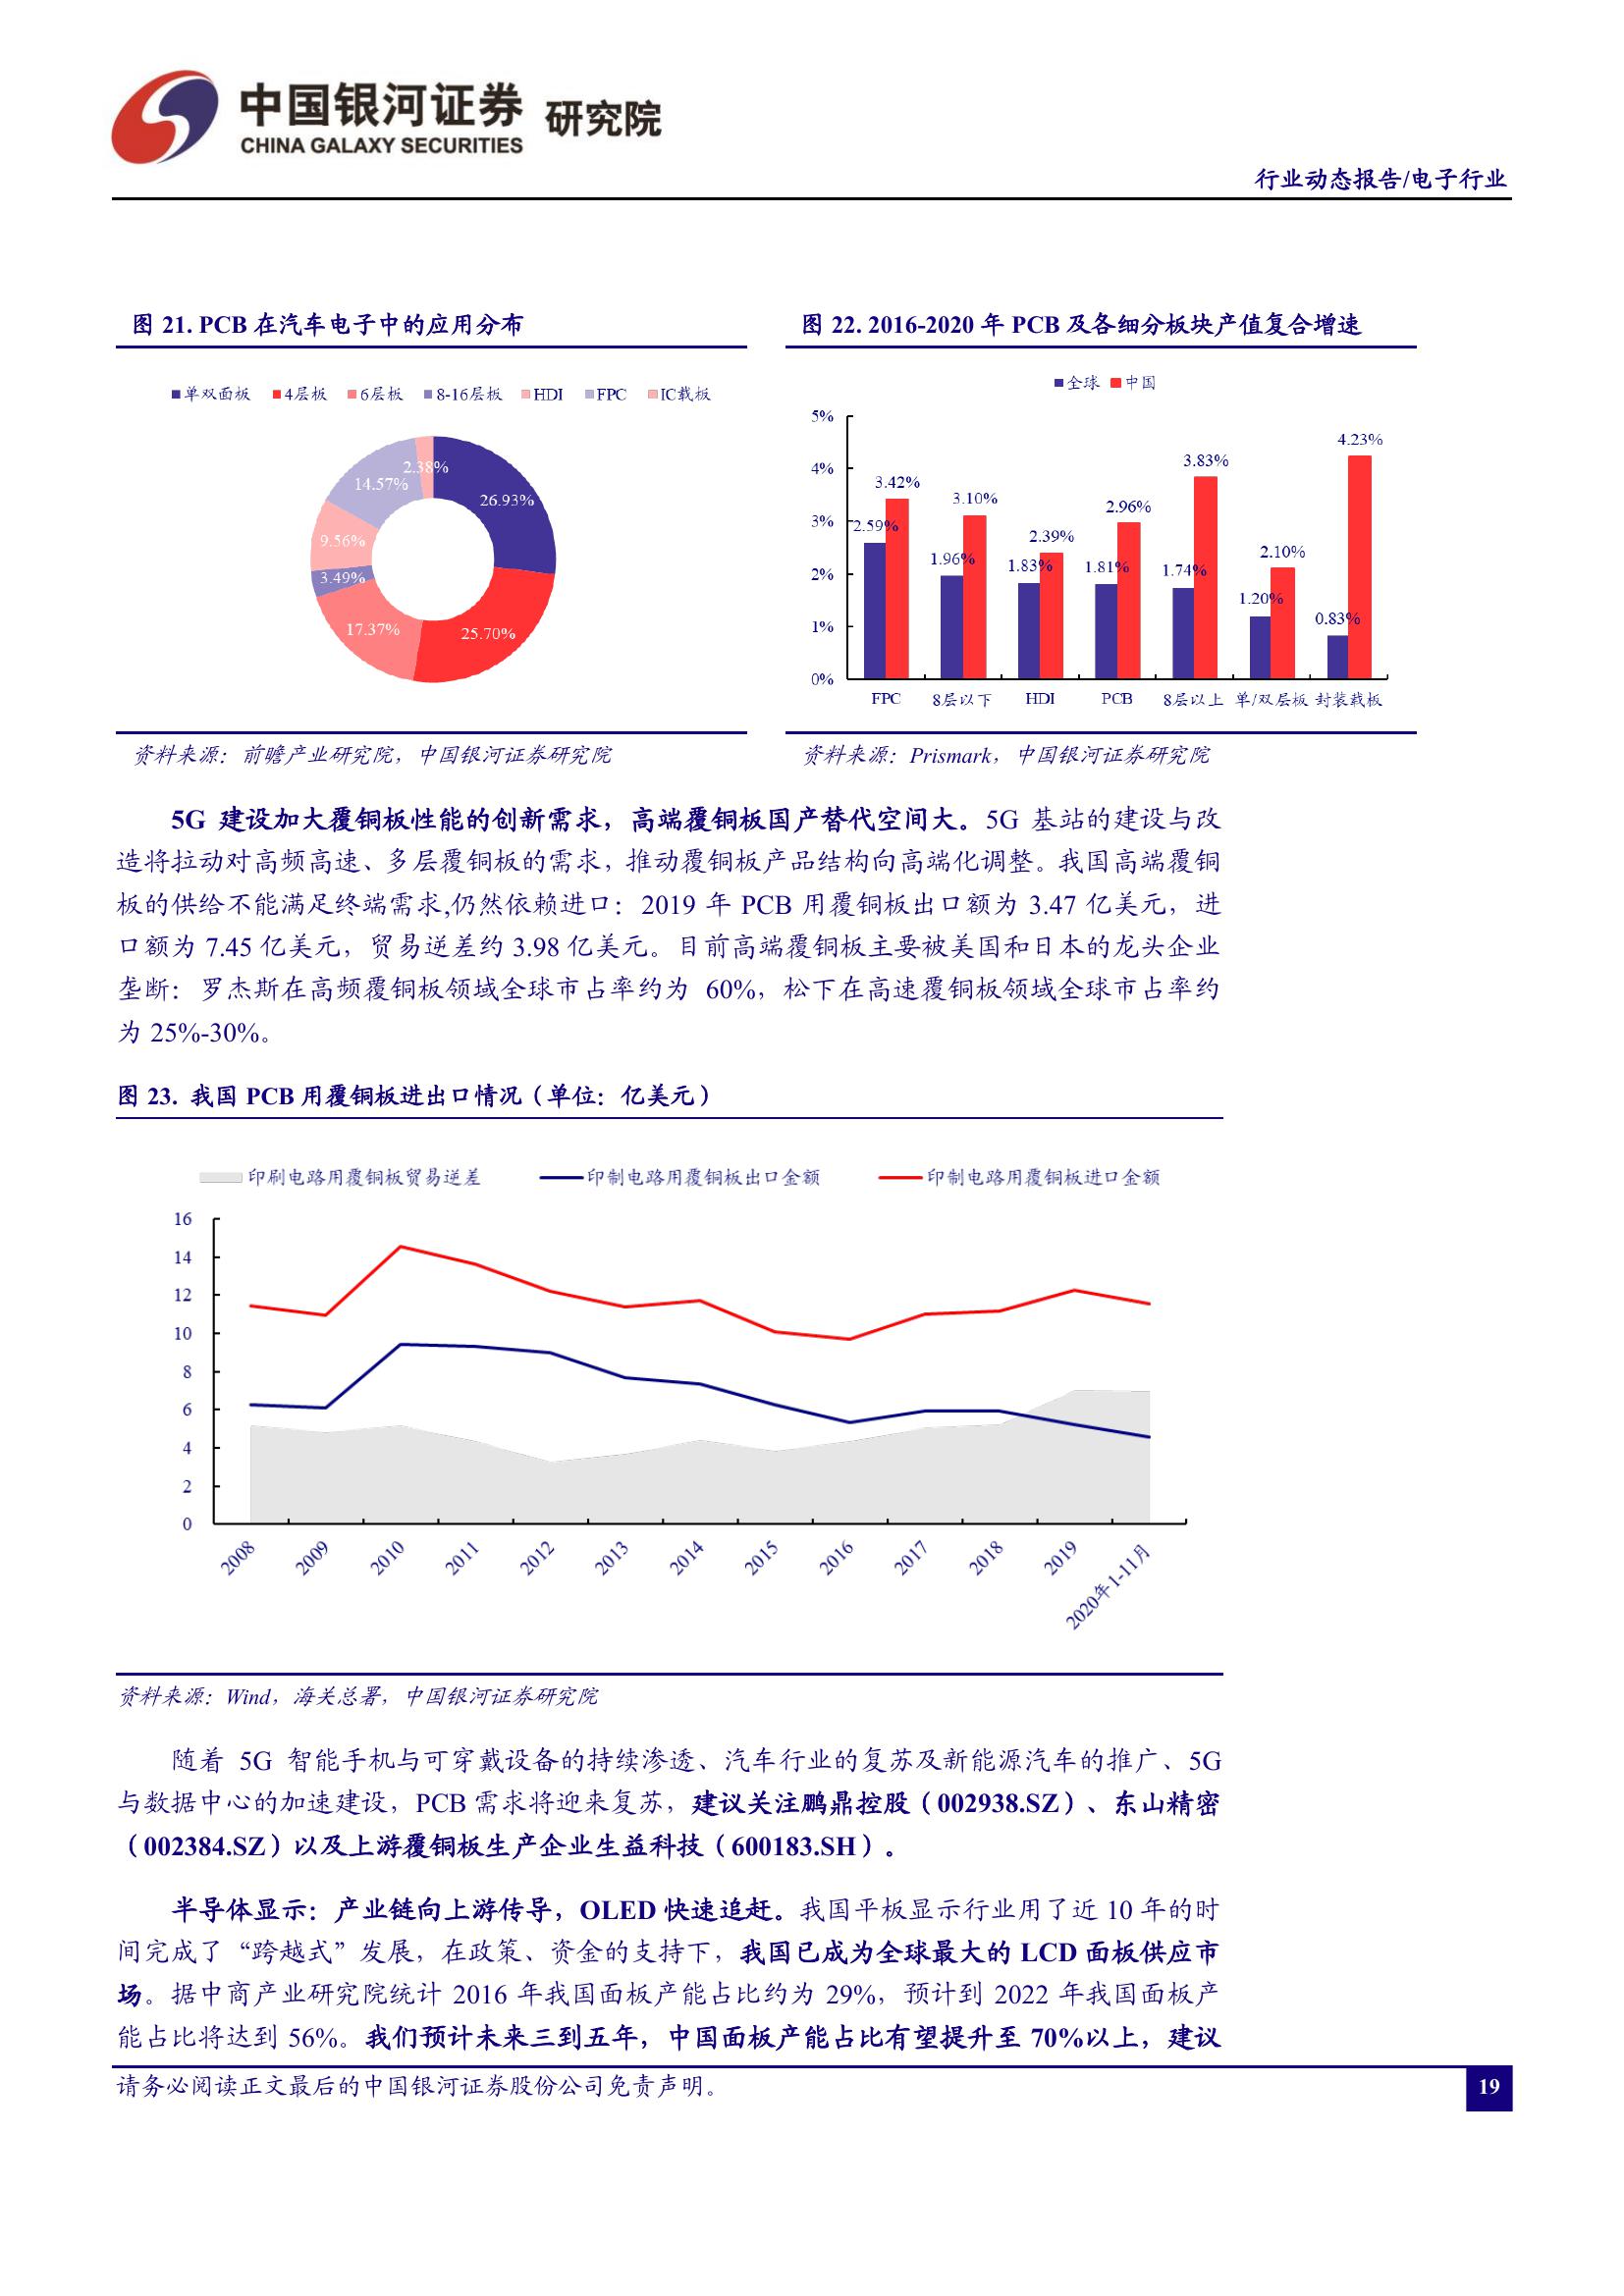 中国银河证券 研究院
CHINA GALAXY SECURITIES
行业动态报告/电子行业
图 21. PCB 在汽车电子中的应用分布
单双面板 4层板 6层板 8-16层板 HDI FPC IC载板
2.38%
14.57%
26.93%
9.56%
3.49%
17.37%
25.70%
资料来源：前瞻产业研究院，中国银河证券研究院
图 22. 2016-2020 年 PCB 及各细分板块产值复合增速
全球 中国
5%
4%
3%
2%
1%
0%
2.59% 3.42%
1.96% 3.10%
1.83% 2.39%
1.81% 2.96%
1.74% 3.83%
1.20% 2.10%
0.83% 4.23%
FPC 8层以下 HDI PCB 8层以上 单/双层板 封装载板
资料来源：Prismark，中国银河证券研究院
5G 建设加大覆铜板性能的创新需求，高端覆铜板国产替代空间大。5G 基站的建设与改
造将拉动对高频高速、多层覆铜板的需求，推动覆铜板产品结构向高端化调整。我国高端覆铜
板的供给不能满足终端需求,仍然依赖进口：2019 年 PCB 用覆铜板出口额为 3.47 亿美元，进
口额为 7.45 亿美元，贸易逆差约 3.98 亿美元。目前高端覆铜板主要被美国和日本的龙头企业
垄断：罗杰斯在高频覆铜板领域全球市占率约为 60%，松下在高速覆铜板领域全球市占率约
为 25%-30%。
图 23. 我国 PCB 用覆铜板进出口情况（单位：亿美元）
印刷电路用覆铜板贸易逆差 印制电路用覆铜板出口金额 印制电路用覆铜板进口金额
16
14
12
10
8
6
4
2
0
2008 2009 2010 2011 2012 2013 2014 2015 2016 2017 2018 2019 2020年1-11月
资料来源：Wind，海关总署，中国银河证券研究院
随着 5G 智能手机与可穿戴设备的持续渗透、汽车行业的复苏及新能源汽车的推广、5G
与数据中心的加速建设，PCB 需求将迎来复苏，建议关注鹏鼎控股（002938.SZ）、东山精密
（002384.SZ）以及上游覆铜板生产企业生益科技（600183.SH）。
半导体显示：产业链向上游传导，OLED 快速追赶。我国平板显示行业用了近 10 年的时
间完成了“跨越式”发展，在政策、资金的支持下，我国已成为全球最大的 LCD 面板供应市
场。据中商产业研究院统计 2016 年我国面板产能占比约为 29%，预计到 2022 年我国面板产
能占比将达到 56%。我们预计未来三到五年，中国面板产能占比有望提升至 70%以上，建议
请务必阅读正文最后的中国银河证券股份公司免责声明。
19